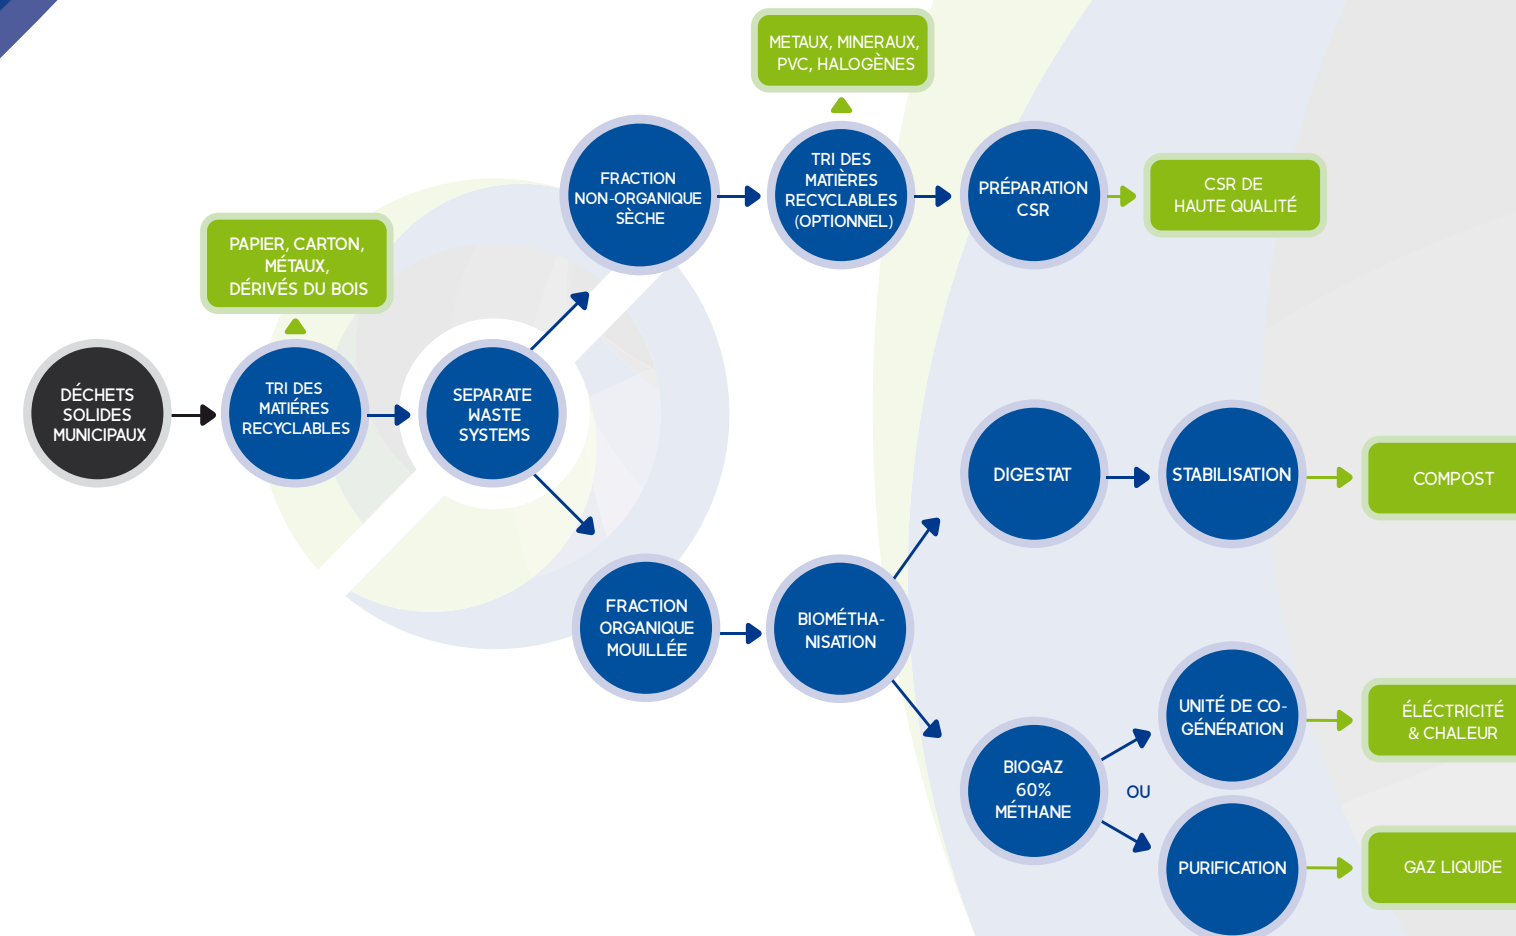 METAUX, MINERAUX,
PVC, HALOGÈNES
FRACTION
NON-ORGANIQUE
SÈCHE
TRI DES
MATIÈRES
RECYCLABLES
(OPTIONNEL)
PRÉPARATION
CSR
CSR DE
HAUTE QUALITÉ
PAPIER, CARTON,
MÉTAUX,
DÉRIVÉS DU BOIS
DÉCHETS
SOLIDES
MUNICIPAUX
TRI DES
MATIÉRES
RECYCLABLES
SEPARATE
WASTE
SYSTEMS
DIGESTAT
STABILISATION
COMPOST
FRACTION
ORGANIQUE
MOUILLÉE
BIOMÉTHA-
NISATION
BIOGAZ
60%
MÉTHANE
OU
UNITÉ DE CO-
GÉNÉRATION
ÉLÉCTRICITÉ
& CHALEUR
PURIFICATION
GAZ LIQUIDE